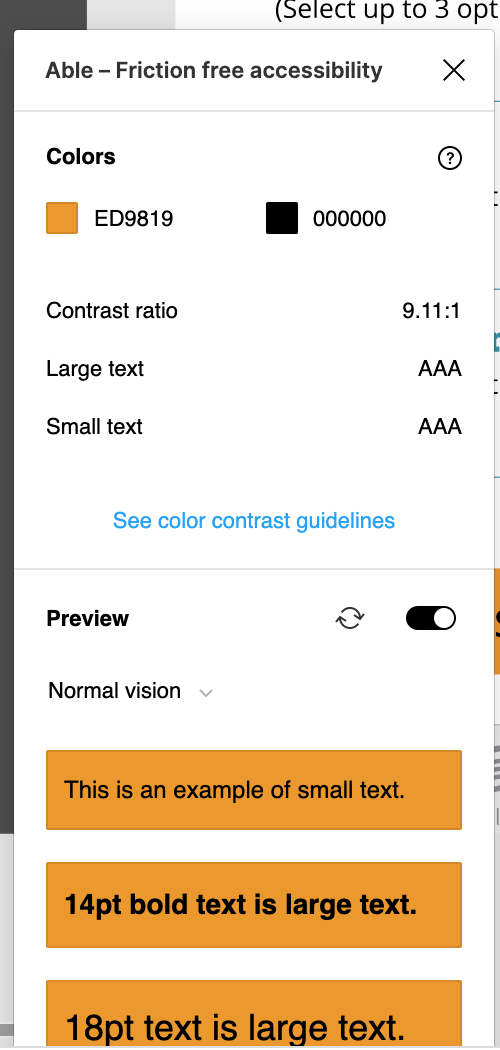 (Select up to 3 opt
Able – Friction free accessibility
Colors
?
ED9819 000000
Contrast ratio 9.11:1
Large text AAA
Small text AAA
See color contrast guidelines
Preview
Normal vision
This is an example of small text.
14pt bold text is large text.
18pt text is large text.